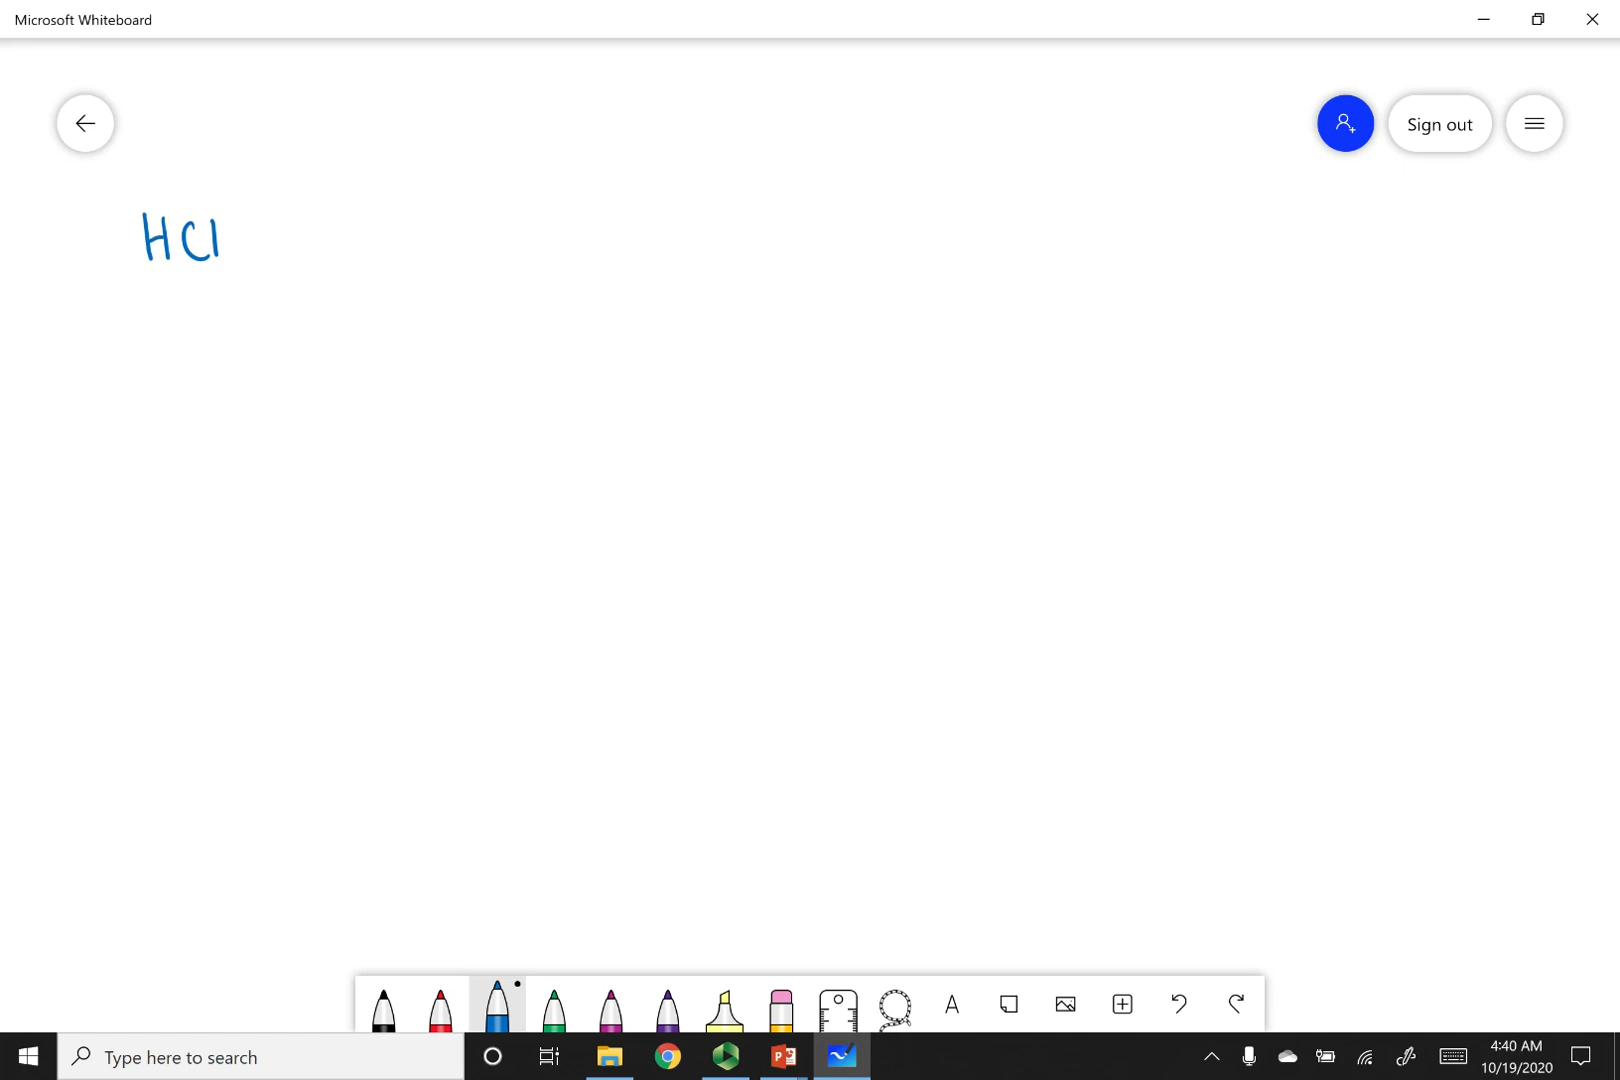 Microsoft Whiteboard
Sign out
HCl
A
Type here to search
4:40 AM
10/19/2020